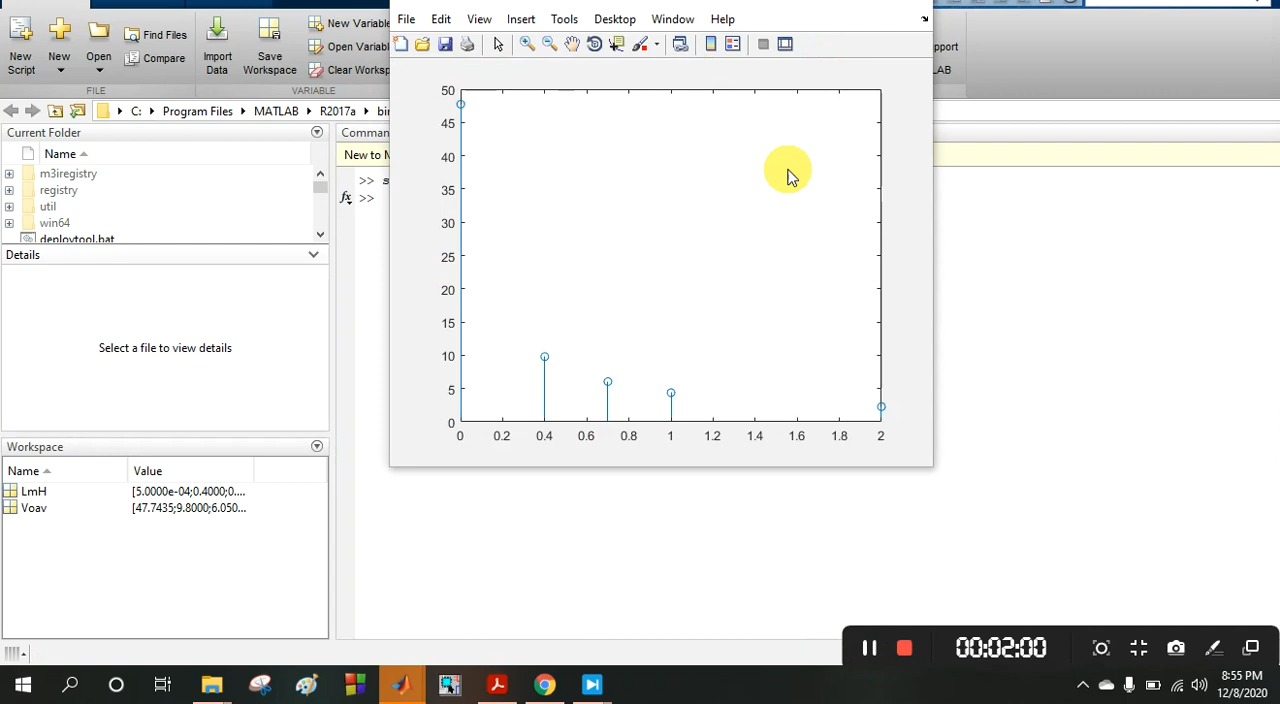 File Edit View Insert Tools Desktop Window Help
New Script
New
Open
Find Files
Compare
FILE
Import Data
Save Workspace
New Variable
Open Variable
Clear Works
VARIABLE
port
LAB
C: ▸ Program Files ▸ MATLAB ▸ R2017a ▸ bin
Current Folder
Name
m3iregistry
registry
util
win64
deploytool.bat
Details
Select a file to view details
Workspace
Name Value
LmH [5.0000e-04;0.4000;0....
Voav [47.7435;9.8000;6.050...
Comman
New to M
>> s
fx >>
50
45
40
35
30
25
20
15
10
5
0
0 0.2 0.4 0.6 0.8 1 1.2 1.4 1.6 1.8 2
00:02:00
8:55 PM
12/8/2020